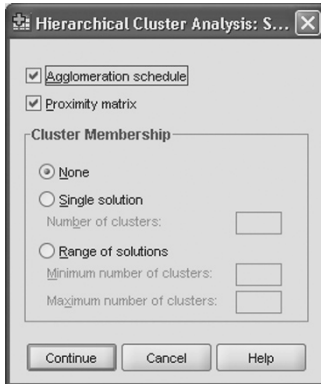 Hierarchical Cluster Analysis: S...
Agglomeration schedule
Proximity matrix
Cluster Membership
None
Single solution
Number of clusters:
Range of solutions
Minimum number of clusters:
Maximum number of clusters:
Continue Cancel Help